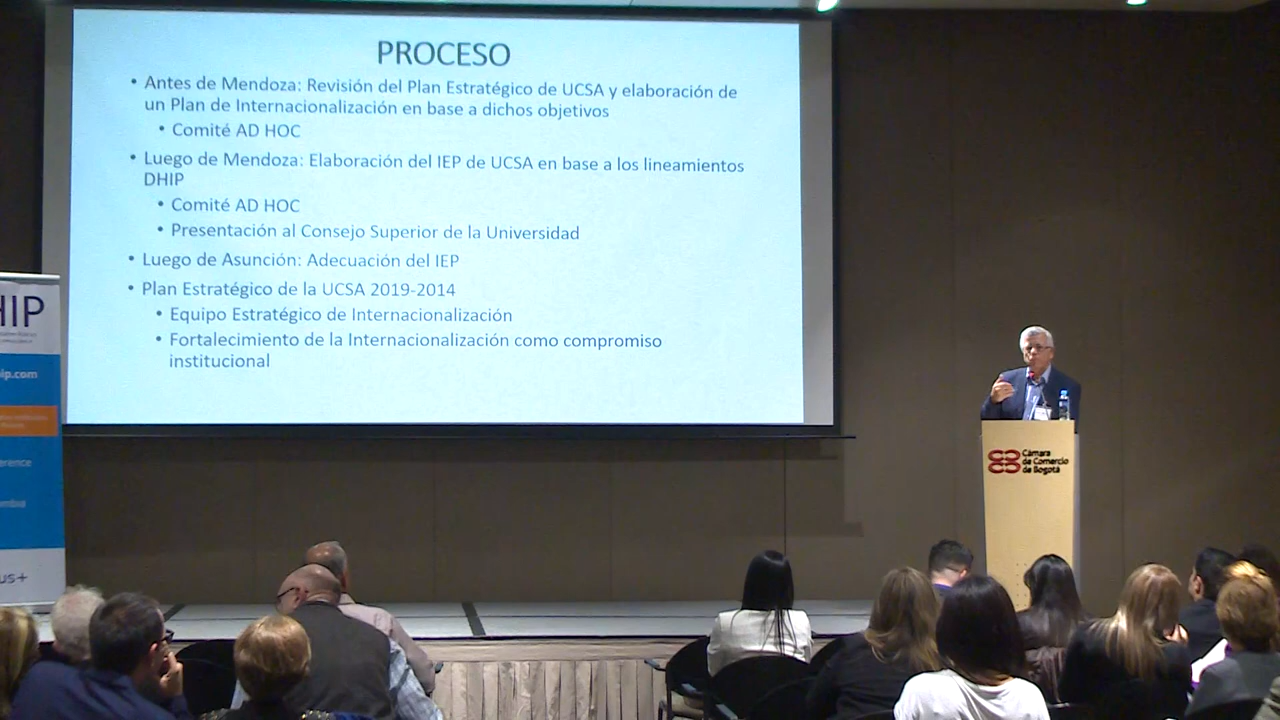 PROCESO
• Antes de Mendoza: Revisión del Plan Estratégico de UCSA y elaboración de
un Plan de Internacionalización en base a dichos objetivos
• Comité AD HOC
• Luego de Mendoza: Elaboración del IEP de UCSA en base a los lineamientos
DHIP
• Comité AD HOC
• Presentación al Consejo Superior de la Universidad
• Luego de Asunción: Adecuación del IEP
• Plan Estratégico de la UCSA 2019-2014
• Equipo Estratégico de Internacionalización
• Fortalecimiento de la Internacionalización como compromiso
institucional
HIP
ip.com
erence
mbia
us+
Cámara
de Comercio
de Bogotá